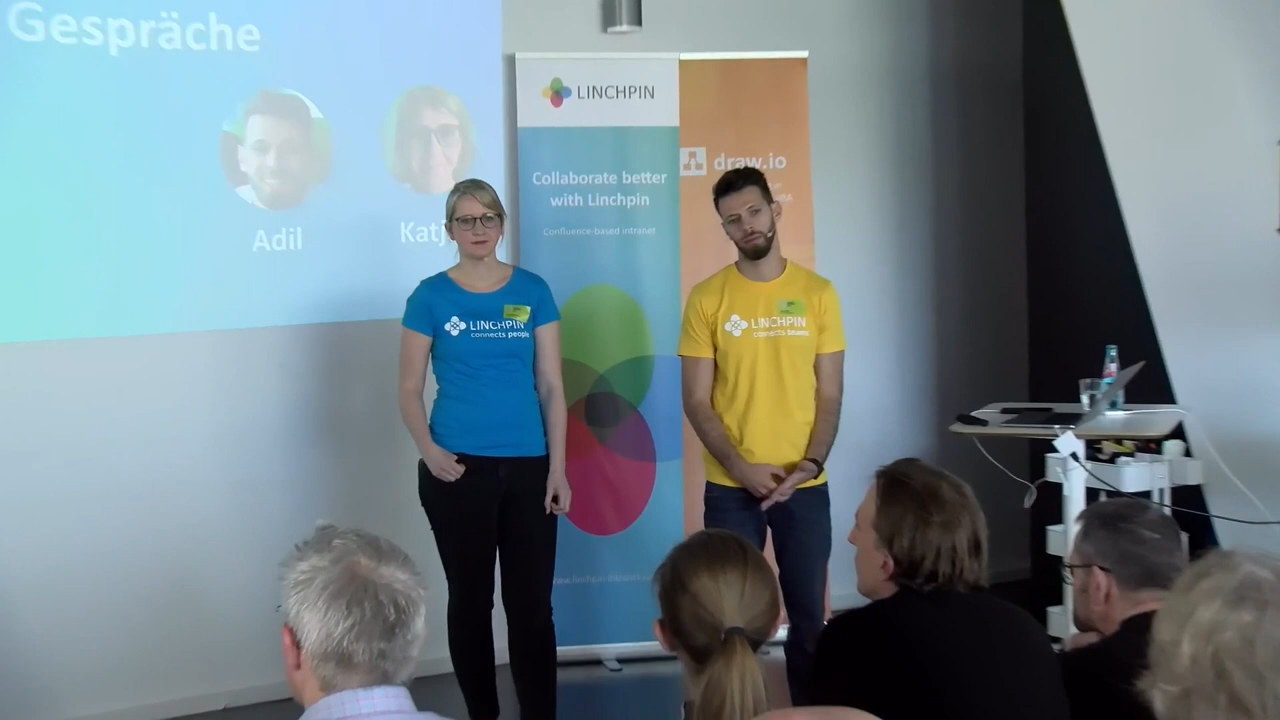 Gespräche
Adil
Katj
LINCHPIN
Collaborate better
with Linchpin
Confluence-based intranet
draw.io
LINCHPIN
connects people
LINCHPIN
connects teams